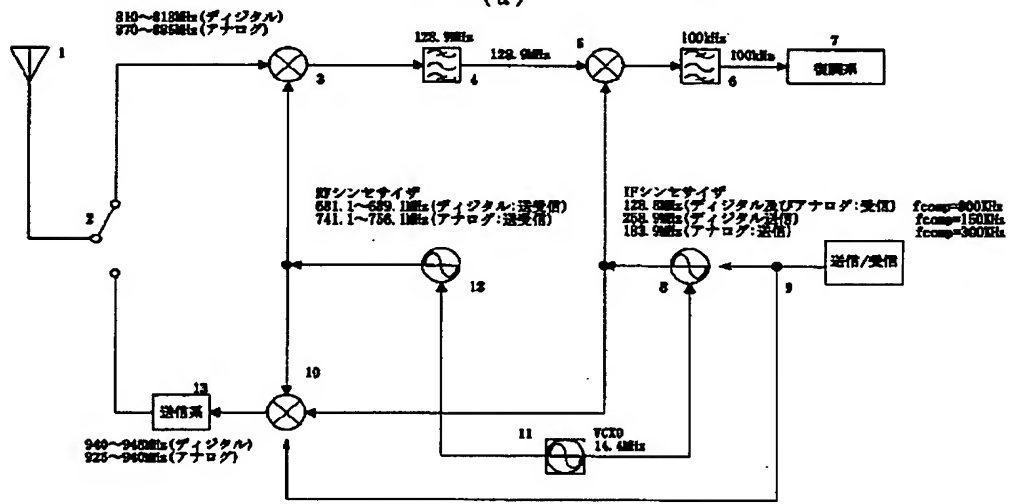 (a)
810～818MHz(ディジタル)
870～885MHz(アナログ)
1
128.9MHz
5
100kHz
7
3
4
128.9MHz
6
100kHz
復調系
2
RFシンセサイザ
681.1～689.1MHz(ディジタル:送受信)
741.1～756.1MHz(アナログ:送受信)
IFシンセサイザ
128.8MHz(ディジタル及びアナログ:受信) fcomp=800KHz
258.9MHz(ディジタル送信) fcomp=150KHz
183.9MHz(アナログ:送信) fcomp=300KHz
送信/受信
12
8
9
10
13
送信系
11
VCXO
14.4MHz
940～948MHz(ディジタル)
925～940MHz(アナログ)